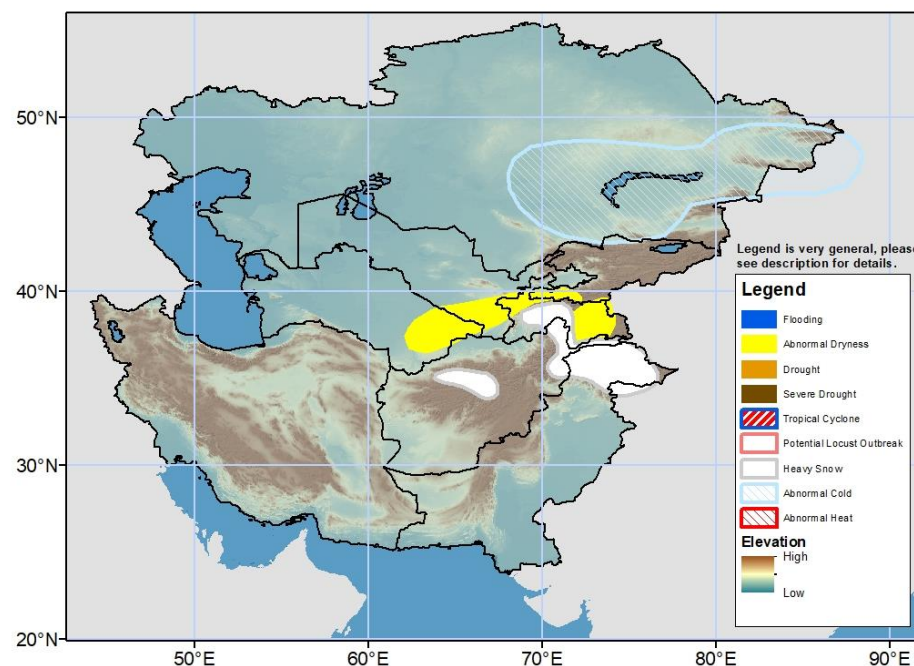 50°N
40°N
30°N
20°N
50°E
60°E
70°E
80°E
90°E
Legend is very general, please
see description for details.
Legend
Flooding
Abnormal Dryness
Drought
Severe Drought
Tropical Cyclone
Potential Locust Outbreak
Heavy Snow
Abnormal Cold
Abnormal Heat
Elevation
High
Low